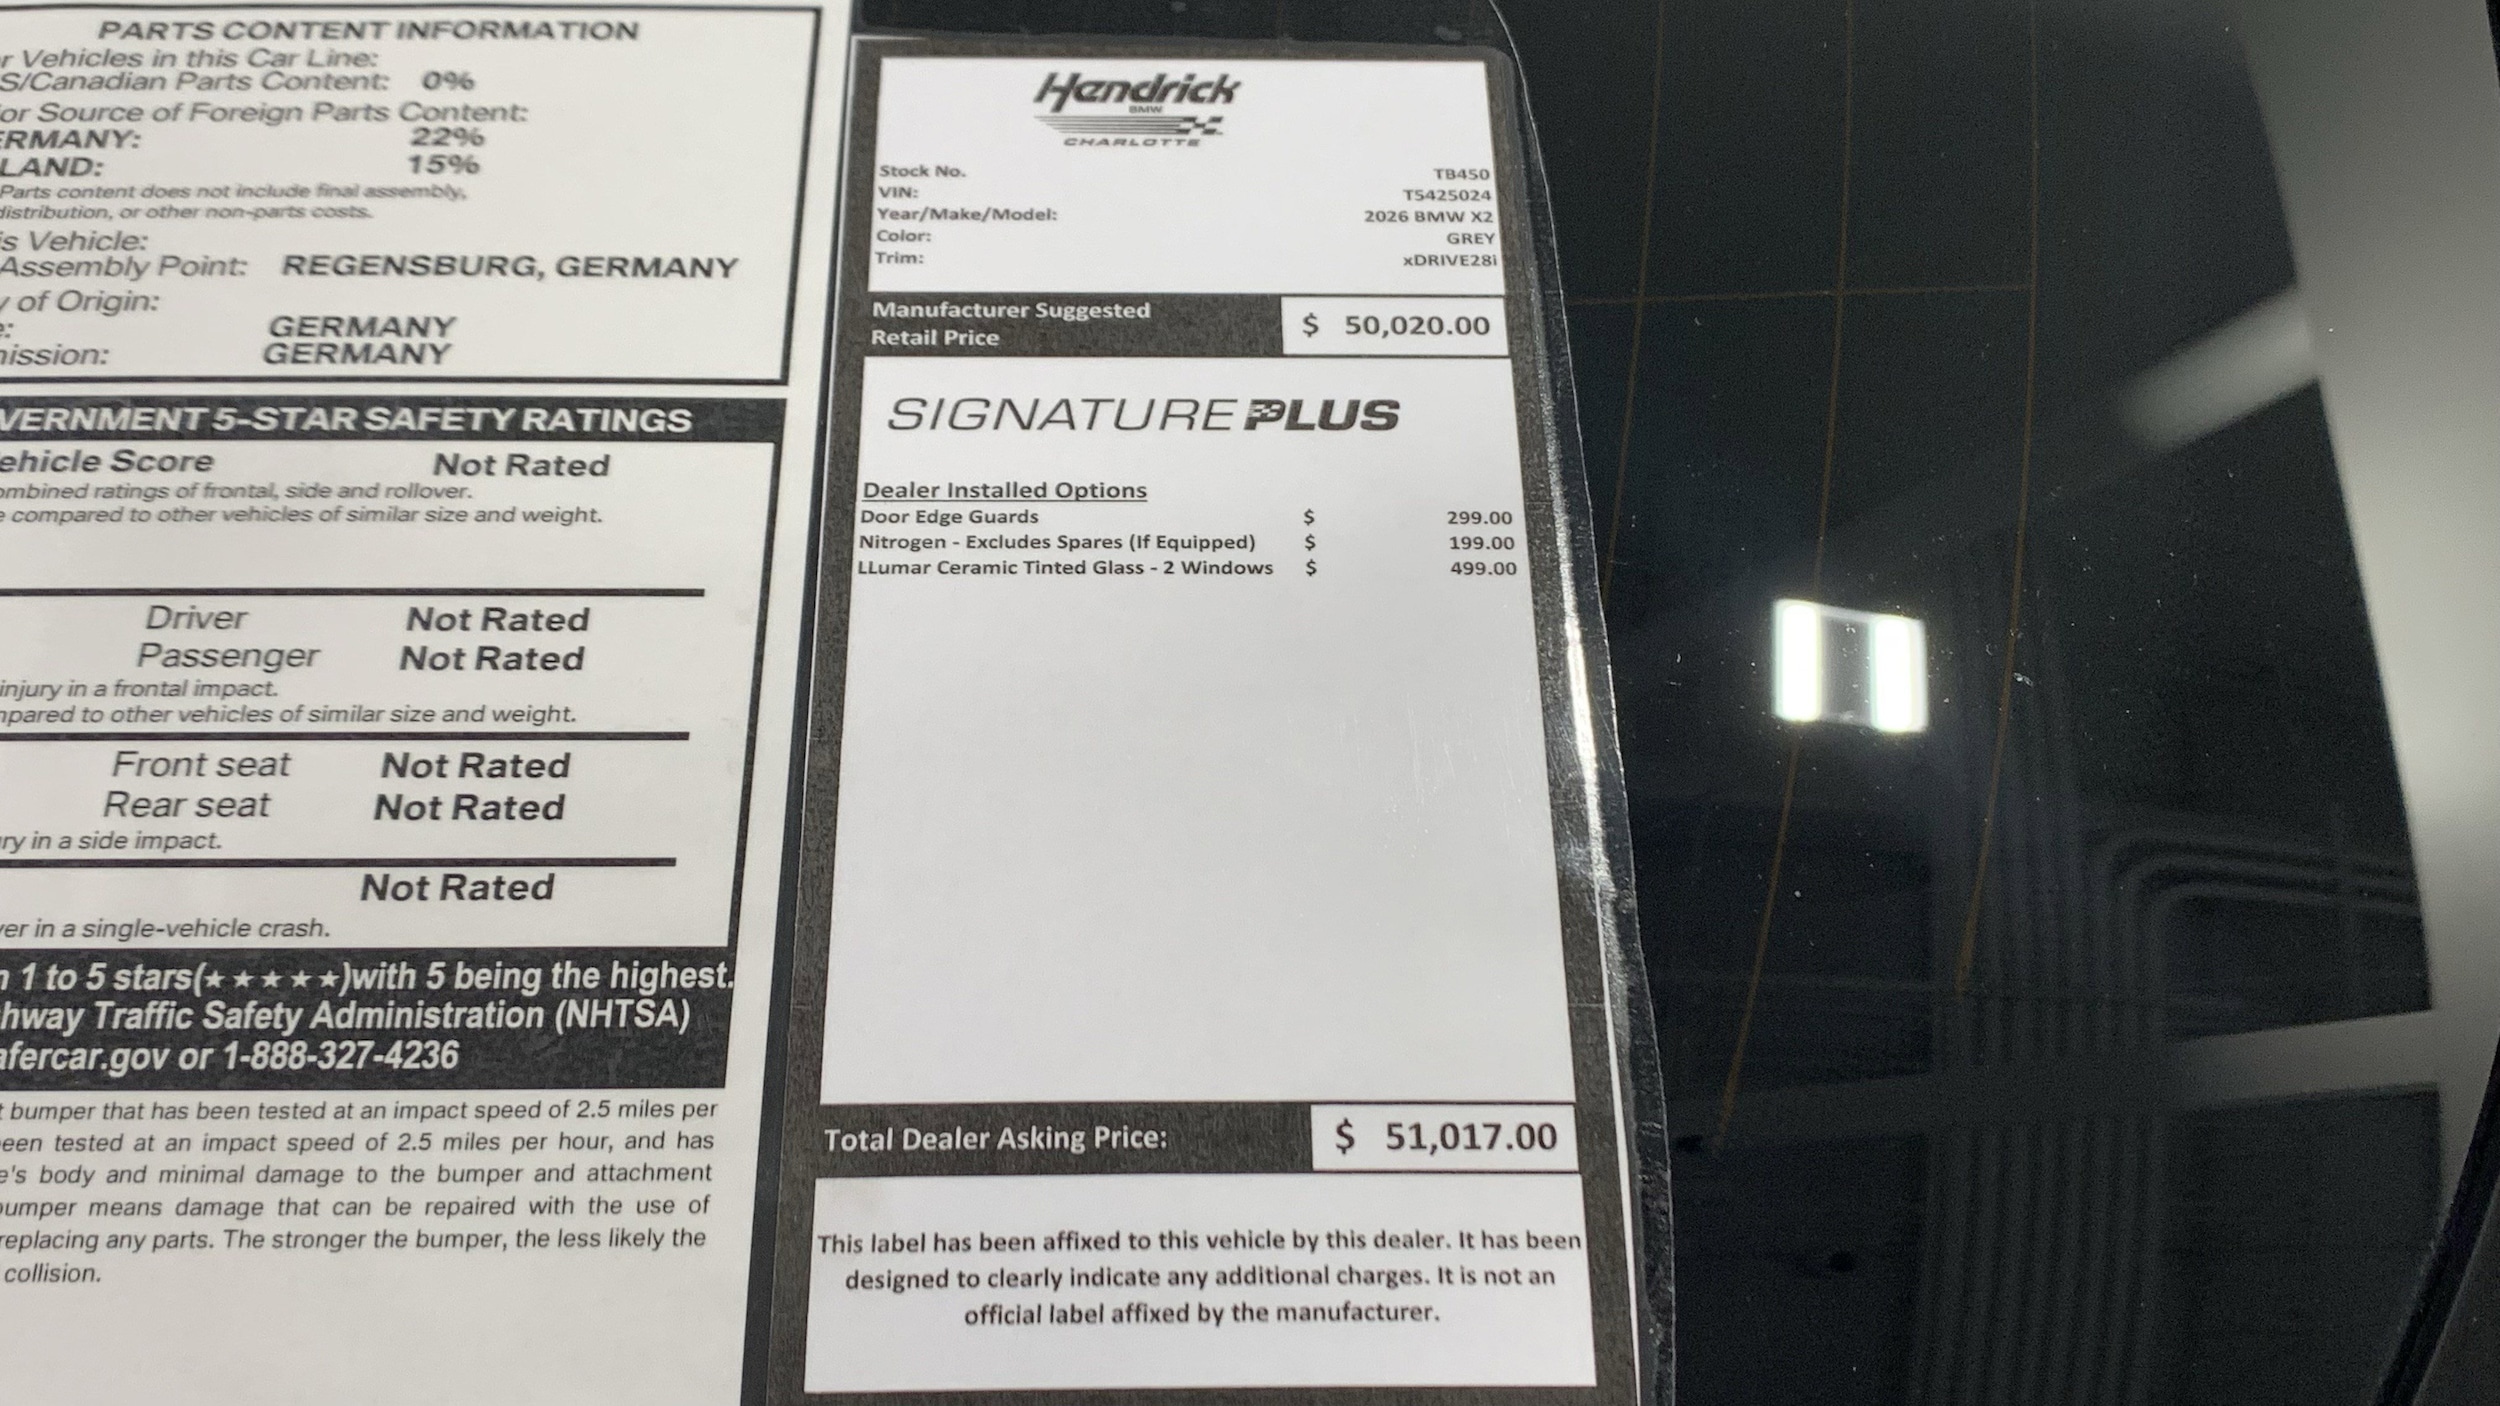 PARTS CONTENT INFORMATION
r Vehicles in this Car Line:
S/Canadian Parts Content: 0%
or Source of Foreign Parts Content:
ERMANY: 22%
LAND: 15%
Parts content does not include final assembly,
distribution, or other non-parts costs.
is Vehicle:
Assembly Point: REGENSBURG, GERMANY
y of Origin:
e: GERMANY
nission: GERMANY
VERNMENT 5-STAR SAFETY RATINGS
ehicle Score Not Rated
ombined ratings of frontal, side and rollover.
e compared to other vehicles of similar size and weight.
Driver Not Rated
Passenger Not Rated
injury in a frontal impact.
mpared to other vehicles of similar size and weight.
Front seat Not Rated
Rear seat Not Rated
ury in a side impact.
Not Rated
ver in a single-vehicle crash.
n 1 to 5 stars(★★★★★)with 5 being the highest.
hway Traffic Safety Administration (NHTSA)
afercar.gov or 1-888-327-4236
t bumper that has been tested at an impact speed of 2.5 miles per
een tested at an impact speed of 2.5 miles per hour, and has
e's body and minimal damage to the bumper and attachment
bumper means damage that can be repaired with the use of
replacing any parts. The stronger the bumper, the less likely the
collision.
Hendrick
BMW
CHARLOTTE
Stock No. TB450
VIN: T5425024
Year/Make/Model: 2026 BMW X2
Color: GREY
Trim: xDRIVE28i
Manufacturer Suggested
Retail Price $ 50,020.00
SIGNATURE PLUS
Dealer Installed Options
Door Edge Guards $ 299.00
Nitrogen - Excludes Spares (If Equipped) $ 199.00
LLumar Ceramic Tinted Glass - 2 Windows $ 499.00
Total Dealer Asking Price: $ 51,017.00
This label has been affixed to this vehicle by this dealer. It has been
designed to clearly indicate any additional charges. It is not an
official label affixed by the manufacturer.